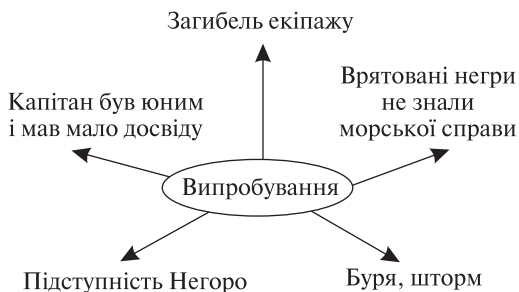 Загибель екіпажу
Капітан був юним
і мав мало досвіду
Врятовані негри
не знали
морської справи
Випробування
Підступність Негоро
Буря, шторм